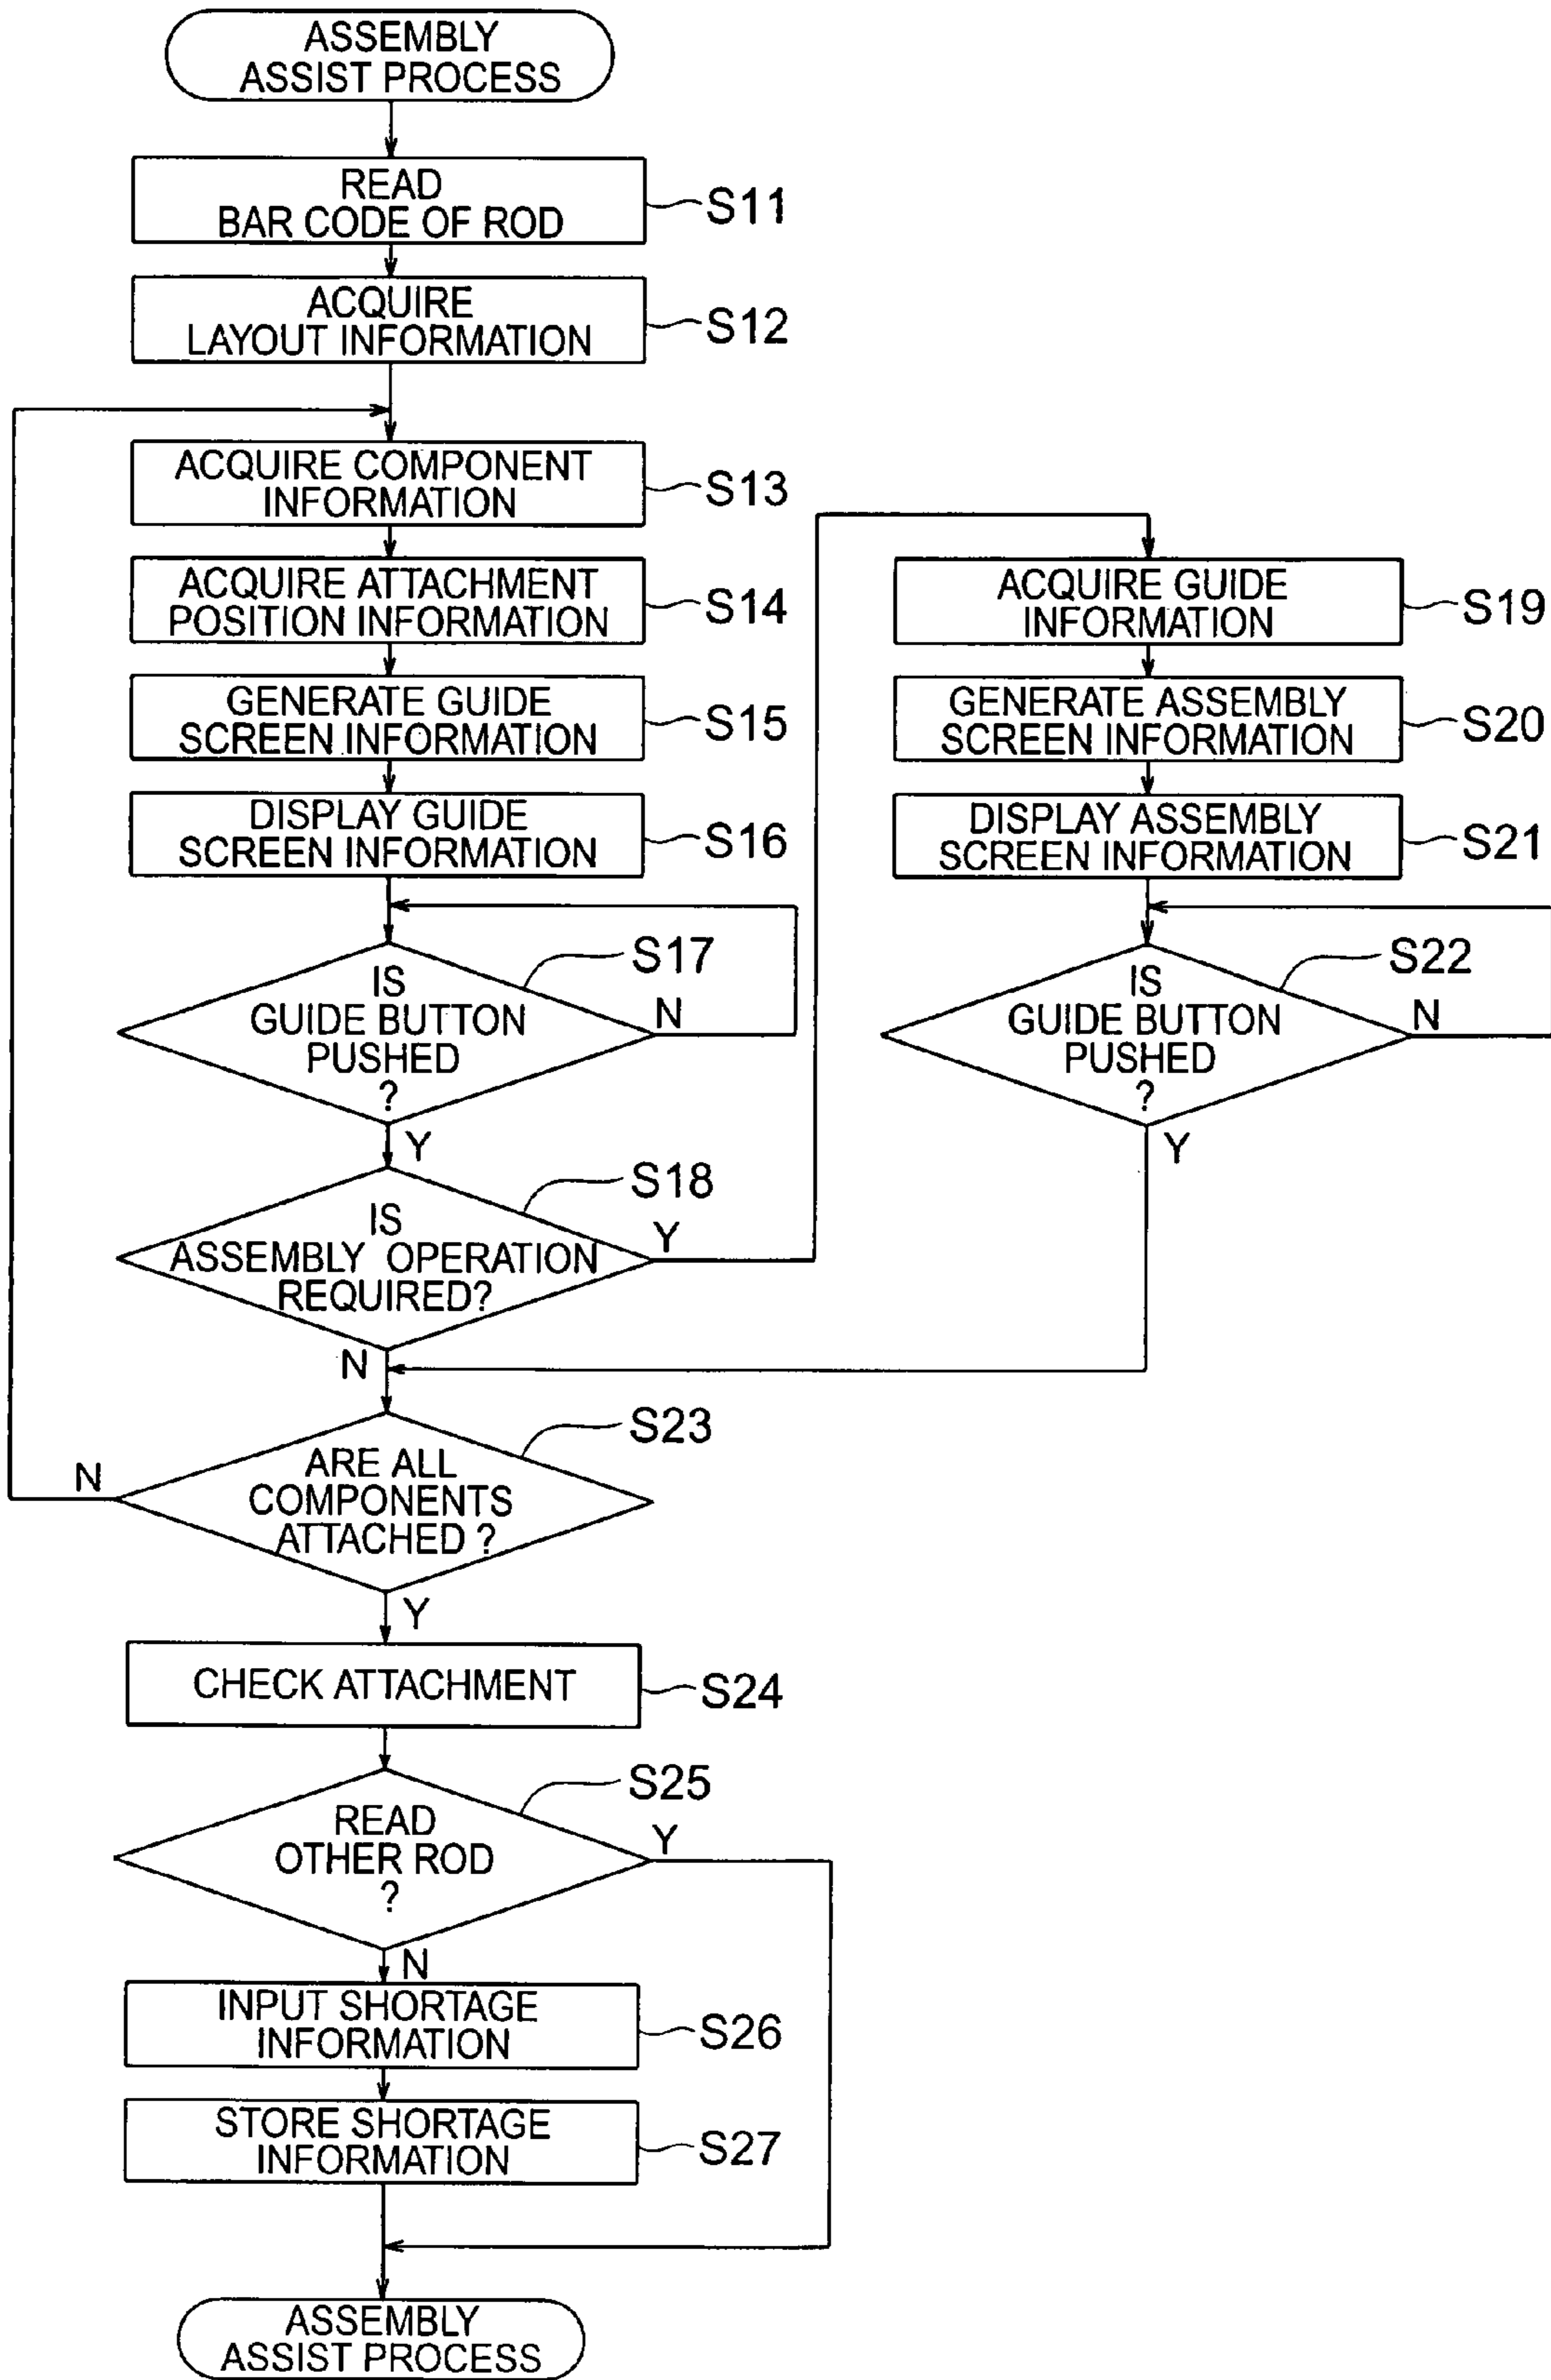 ASSEMBLY
ASSIST PROCESS
READ
BAR CODE OF ROD
S11
ACQUIRE
LAYOUT INFORMATION
S12
ACQUIRE COMPONENT
INFORMATION
S13
ACQUIRE ATTACHMENT
POSITION INFORMATION
S14
GENERATE GUIDE
SCREEN INFORMATION
S15
DISPLAY GUIDE
SCREEN INFORMATION
S16
IS
GUIDE BUTTON
PUSHED
?
S17
N
Y
IS
ASSEMBLY OPERATION
REQUIRED?
S18
Y
N
ACQUIRE GUIDE
INFORMATION
S19
GENERATE ASSEMBLY
SCREEN INFORMATION
S20
DISPLAY ASSEMBLY
SCREEN INFORMATION
S21
IS
GUIDE BUTTON
PUSHED
?
S22
N
Y
ARE ALL
COMPONENTS
ATTACHED ?
S23
N
Y
CHECK ATTACHMENT
S24
READ
OTHER ROD
?
S25
Y
N
INPUT SHORTAGE
INFORMATION
S26
STORE SHORTAGE
INFORMATION
S27
ASSEMBLY
ASSIST PROCESS